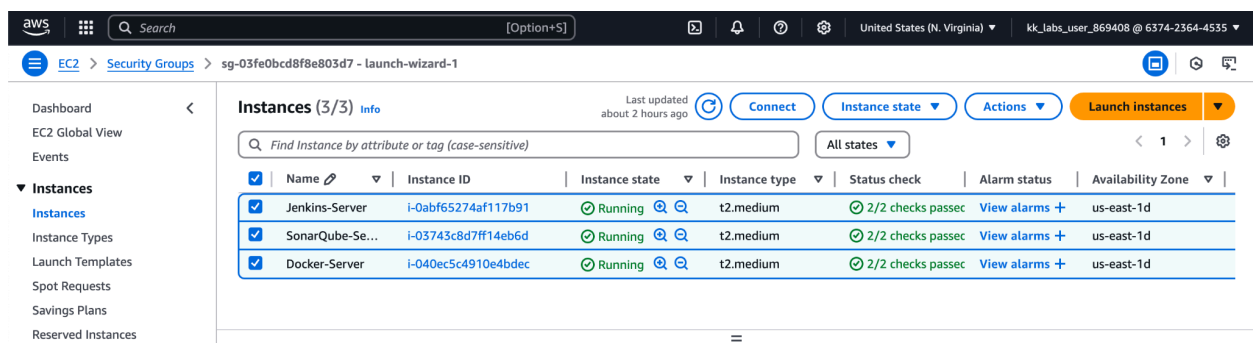 aws Search [Option+S] United States (N. Virginia) ▼ kk_labs_user_869408 @ 6374-2364-4535 ▼
EC2 > Security Groups > sg-03fe0bcd8f8e803d7 - launch-wizard-1
Dashboard
EC2 Global View
Events
▼ Instances
Instances
Instance Types
Launch Templates
Spot Requests
Savings Plans
Reserved Instances
Instances (3/3) Info
Last updated
about 2 hours ago
Connect Instance state ▼ Actions ▼ Launch instances ▼
Find Instance by attribute or tag (case-sensitive) All states ▼ < 1 >
Name Instance ID Instance state Instance type Status check Alarm status Availability Zone
Jenkins-Server i-0abf65274af117b91 Running t2.medium 2/2 checks passec View alarms + us-east-1d
SonarQube-Se... i-03743c8d7ff14eb6d Running t2.medium 2/2 checks passec View alarms + us-east-1d
Docker-Server i-040ec5c4910e4bdec Running t2.medium 2/2 checks passec View alarms + us-east-1d